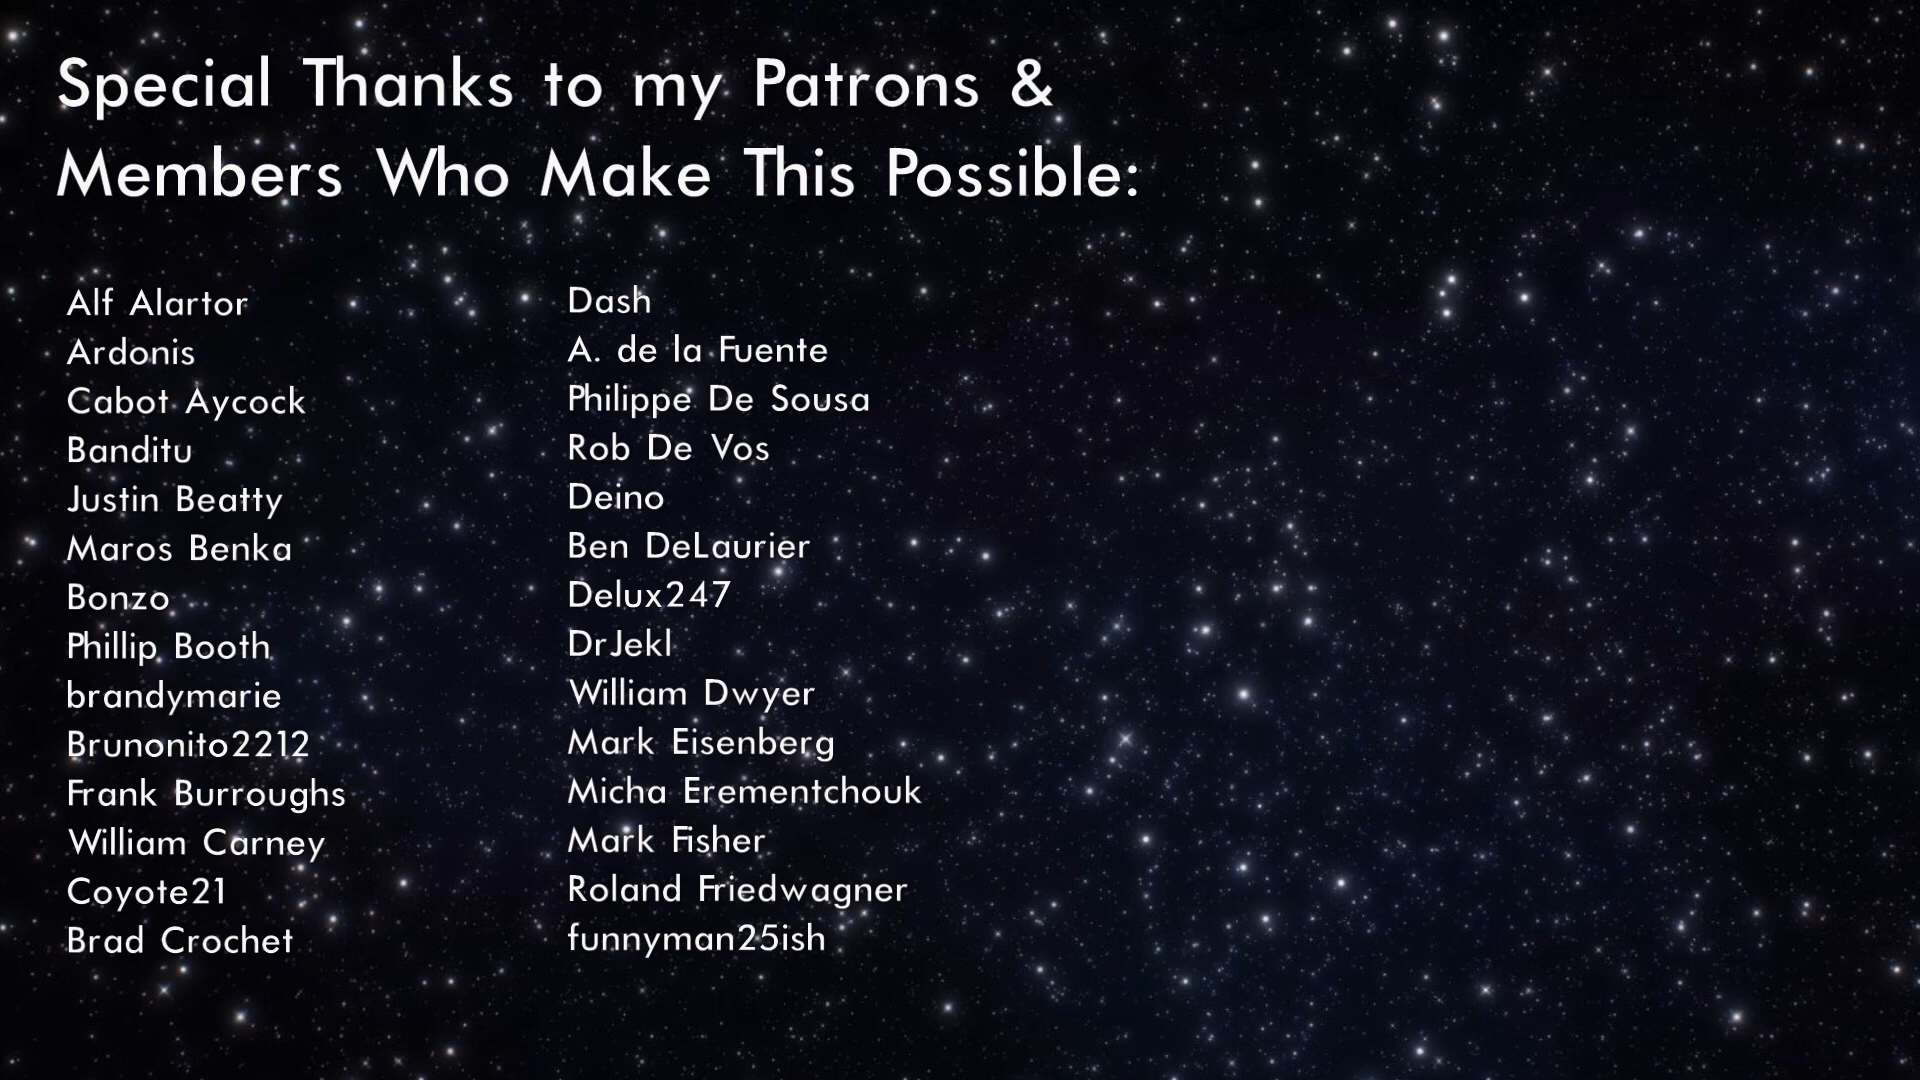 Special Thanks to my Patrons &
Members Who Make This Possible:
Alf Alartor
Ardonis
Cabot Aycock
Banditu
Justin Beatty
Maros Benka
Bonzo
Phillip Booth
brandymarie
Brunonito2212
Frank Burroughs
William Carney
Coyote21
Brad Crochet
Dash
A. de la Fuente
Philippe De Sousa
Rob De Vos
Deino
Ben DeLaurier
Delux247
DrJekl
William Dwyer
Mark Eisenberg
Micha Erementchouk
Mark Fisher
Roland Friedwagner
funnyman25ish